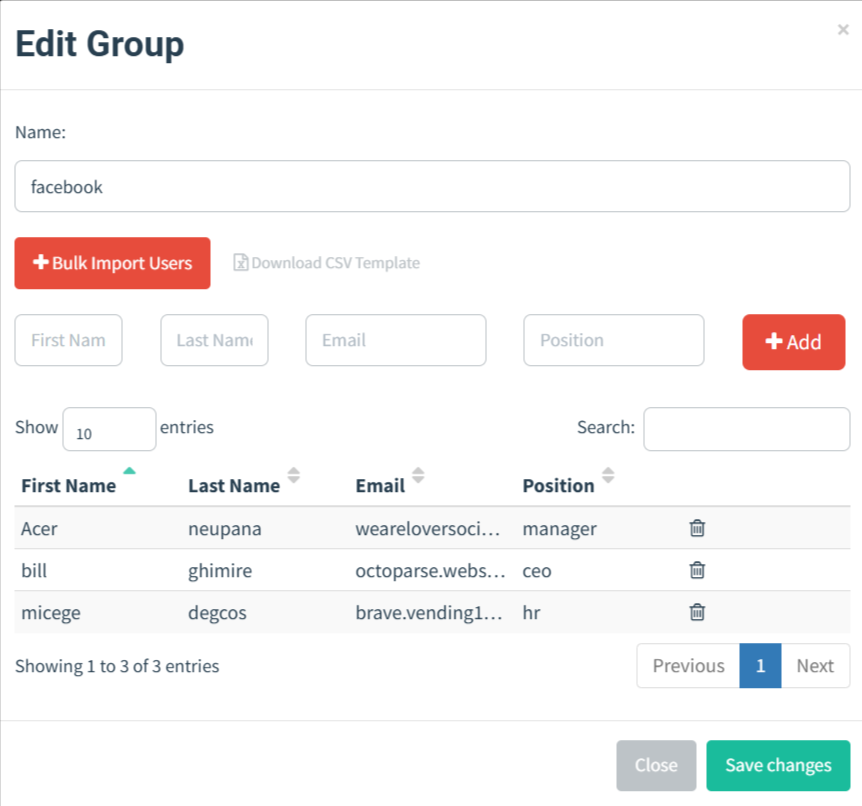 Edit Group
×
Name:
facebook
Bulk Import Users Download CSV Template
First Nam Last Name Email Position Add
Show 10 entries Search:
First Name Last Name Email Position
Acer neupana weareloversoci... manager
bill ghimire octoparse.webs... ceo
micege degcos brave.vending1... hr
Showing 1 to 3 of 3 entries Previous 1 Next
Close Save changes